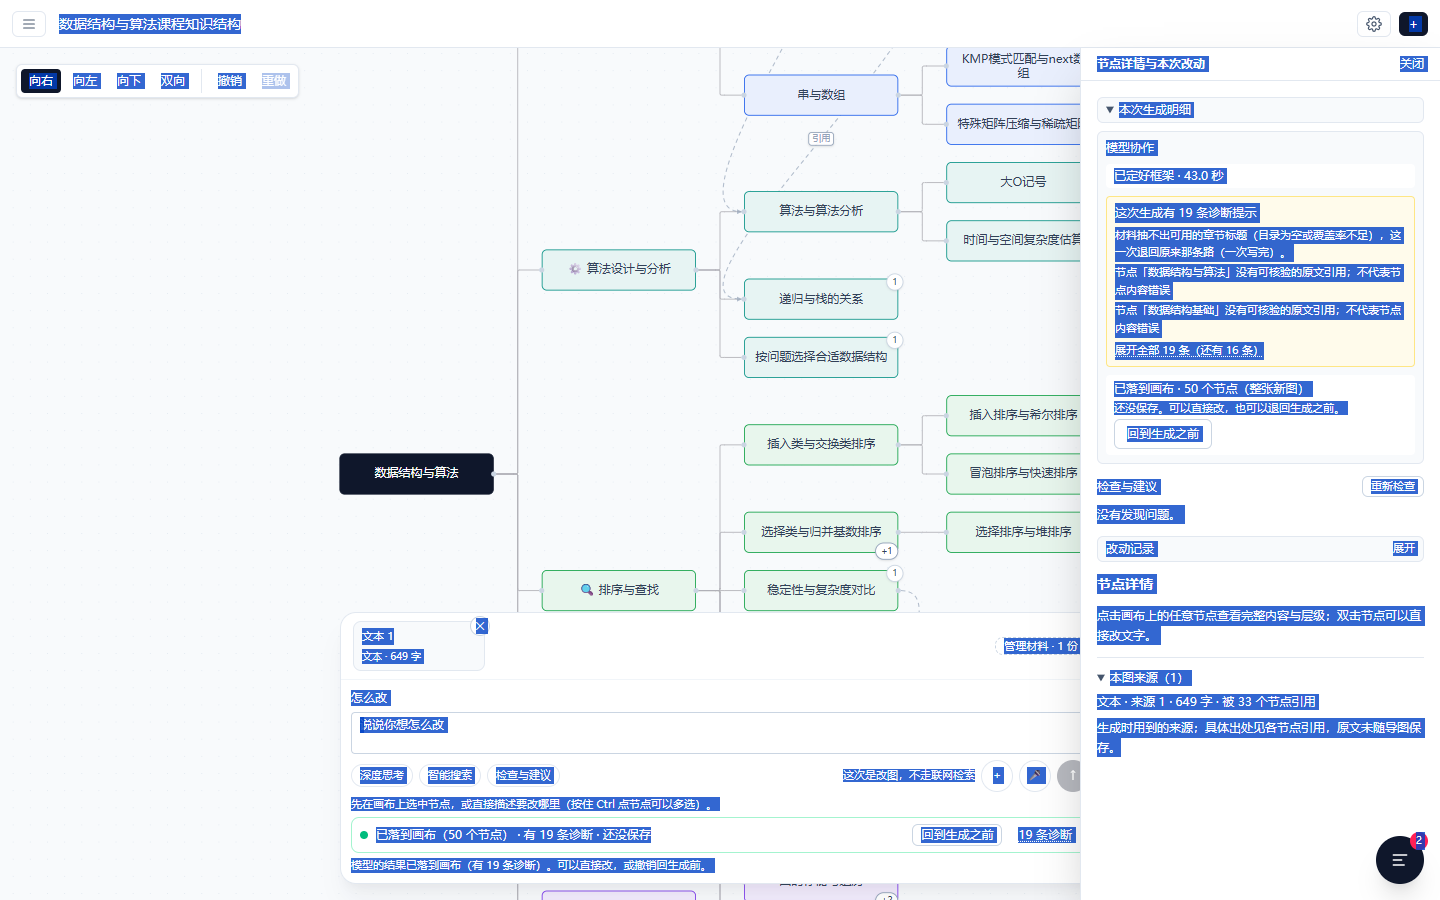 数据结构与算法课程知识结构
+
向右 向左 向下 双向 撤销 重做
KMP模式匹配与next数
组
串与数组
特殊矩阵压缩与稀疏矩
引用
大O记号
算法与算法分析
时间与空间复杂度估算
算法设计与分析
1
递归与栈的关系
1
按问题选择合适数据结构
插入排序与希尔排序
插入类与交换类排序
数据结构与算法
冒泡排序与快速排序
选择类与归并基数排序
+1
选择排序与堆排序
1
排序与查找
稳定性与复杂度对比
文本 1
文本 · 649 字
管理材料 · 1 份
怎么改
说说你想怎么改
深度思考 智能搜索 检查与建议 这次是改图，不走联网检索 + ↑
先在画布上选中节点，或直接描述要改哪里（按住 Ctrl 点节点可以多选）。
已落到画布（50 个节点） · 有 19 条诊断 · 还没保存 回到生成之前 19 条诊断
模型的结果已落到画布（有 19 条诊断）。可以直接改，或撤销回生成前。
+2
节点详情与本次改动 关闭
▼ 本次生成明细
模型协作
已定好框架 · 43.0 秒
这次生成有 19 条诊断提示
材料抽不出可用的章节标题（目录为空或覆盖率不足），这
一次退回原来那条路（一次写完）。
节点「数据结构与算法」没有可核验的原文引用；不代表节
点内容错误
节点「数据结构基础」没有可核验的原文引用；不代表节点
内容错误
展开全部 19 条（还有 16 条）
已落到画布 · 50 个节点（整张新图）
还没保存。可以直接改，也可以退回生成之前。
回到生成之前
检查与建议 重新检查
没有发现问题。
改动记录 展开
节点详情
点击画布上的任意节点查看完整内容与层级；双击节点可以直
接改文字。
▼ 本图来源（1）
文本 · 来源 1 · 649 字 · 被 33 个节点引用
生成时用到的来源；具体出处见各节点引用，原文未随导图保
存。
2